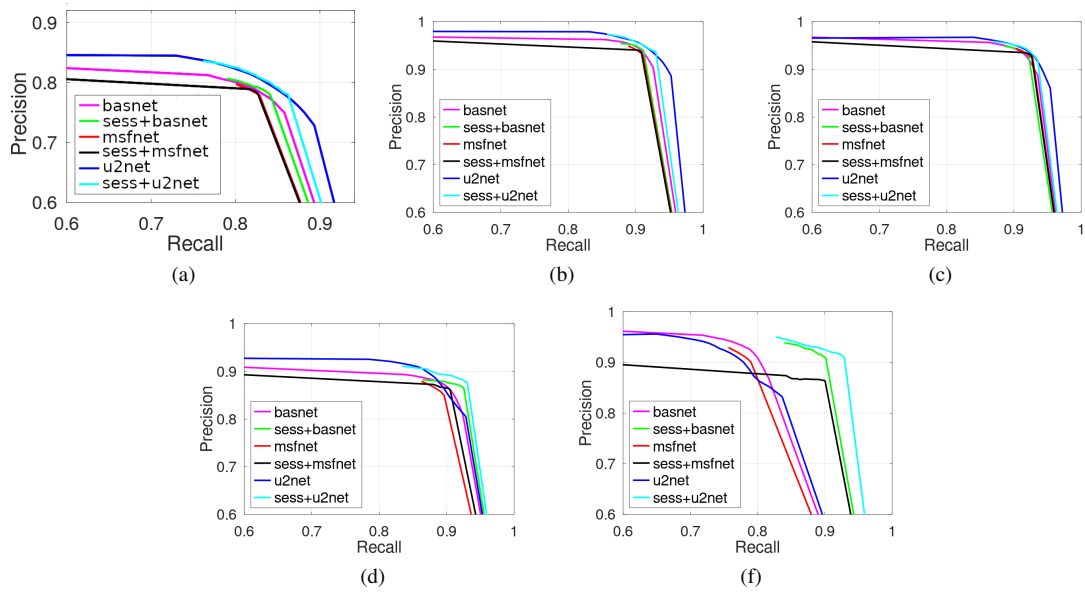 0.9
0.8
0.7
0.6
Precision
basnet
sess+basnet
msfnet
sess+msfnet
u2net
sess+u2net
0.6 0.7 0.8 0.9
Recall
(a)
1
0.9
0.8
0.7
0.6
Precision
basnet
sess+basnet
msfnet
sess+msfnet
u2net
sess+u2net
0.6 0.7 0.8 0.9 1
Recall
(b)
1
0.9
0.8
0.7
0.6
Precision
basnet
sess+basnet
msfnet
sess+msfnet
u2net
sess+u2net
0.6 0.7 0.8 0.9 1
Recall
(c)
1
0.9
0.8
0.7
0.6
Precision
basnet
sess+basnet
msfnet
sess+msfnet
u2net
sess+u2net
0.6 0.7 0.8 0.9 1
Recall
(d)
1
0.9
0.8
0.7
0.6
Precision
basnet
sess+basnet
msfnet
sess+msfnet
u2net
sess+u2net
0.6 0.7 0.8 0.9 1
Recall
(f)